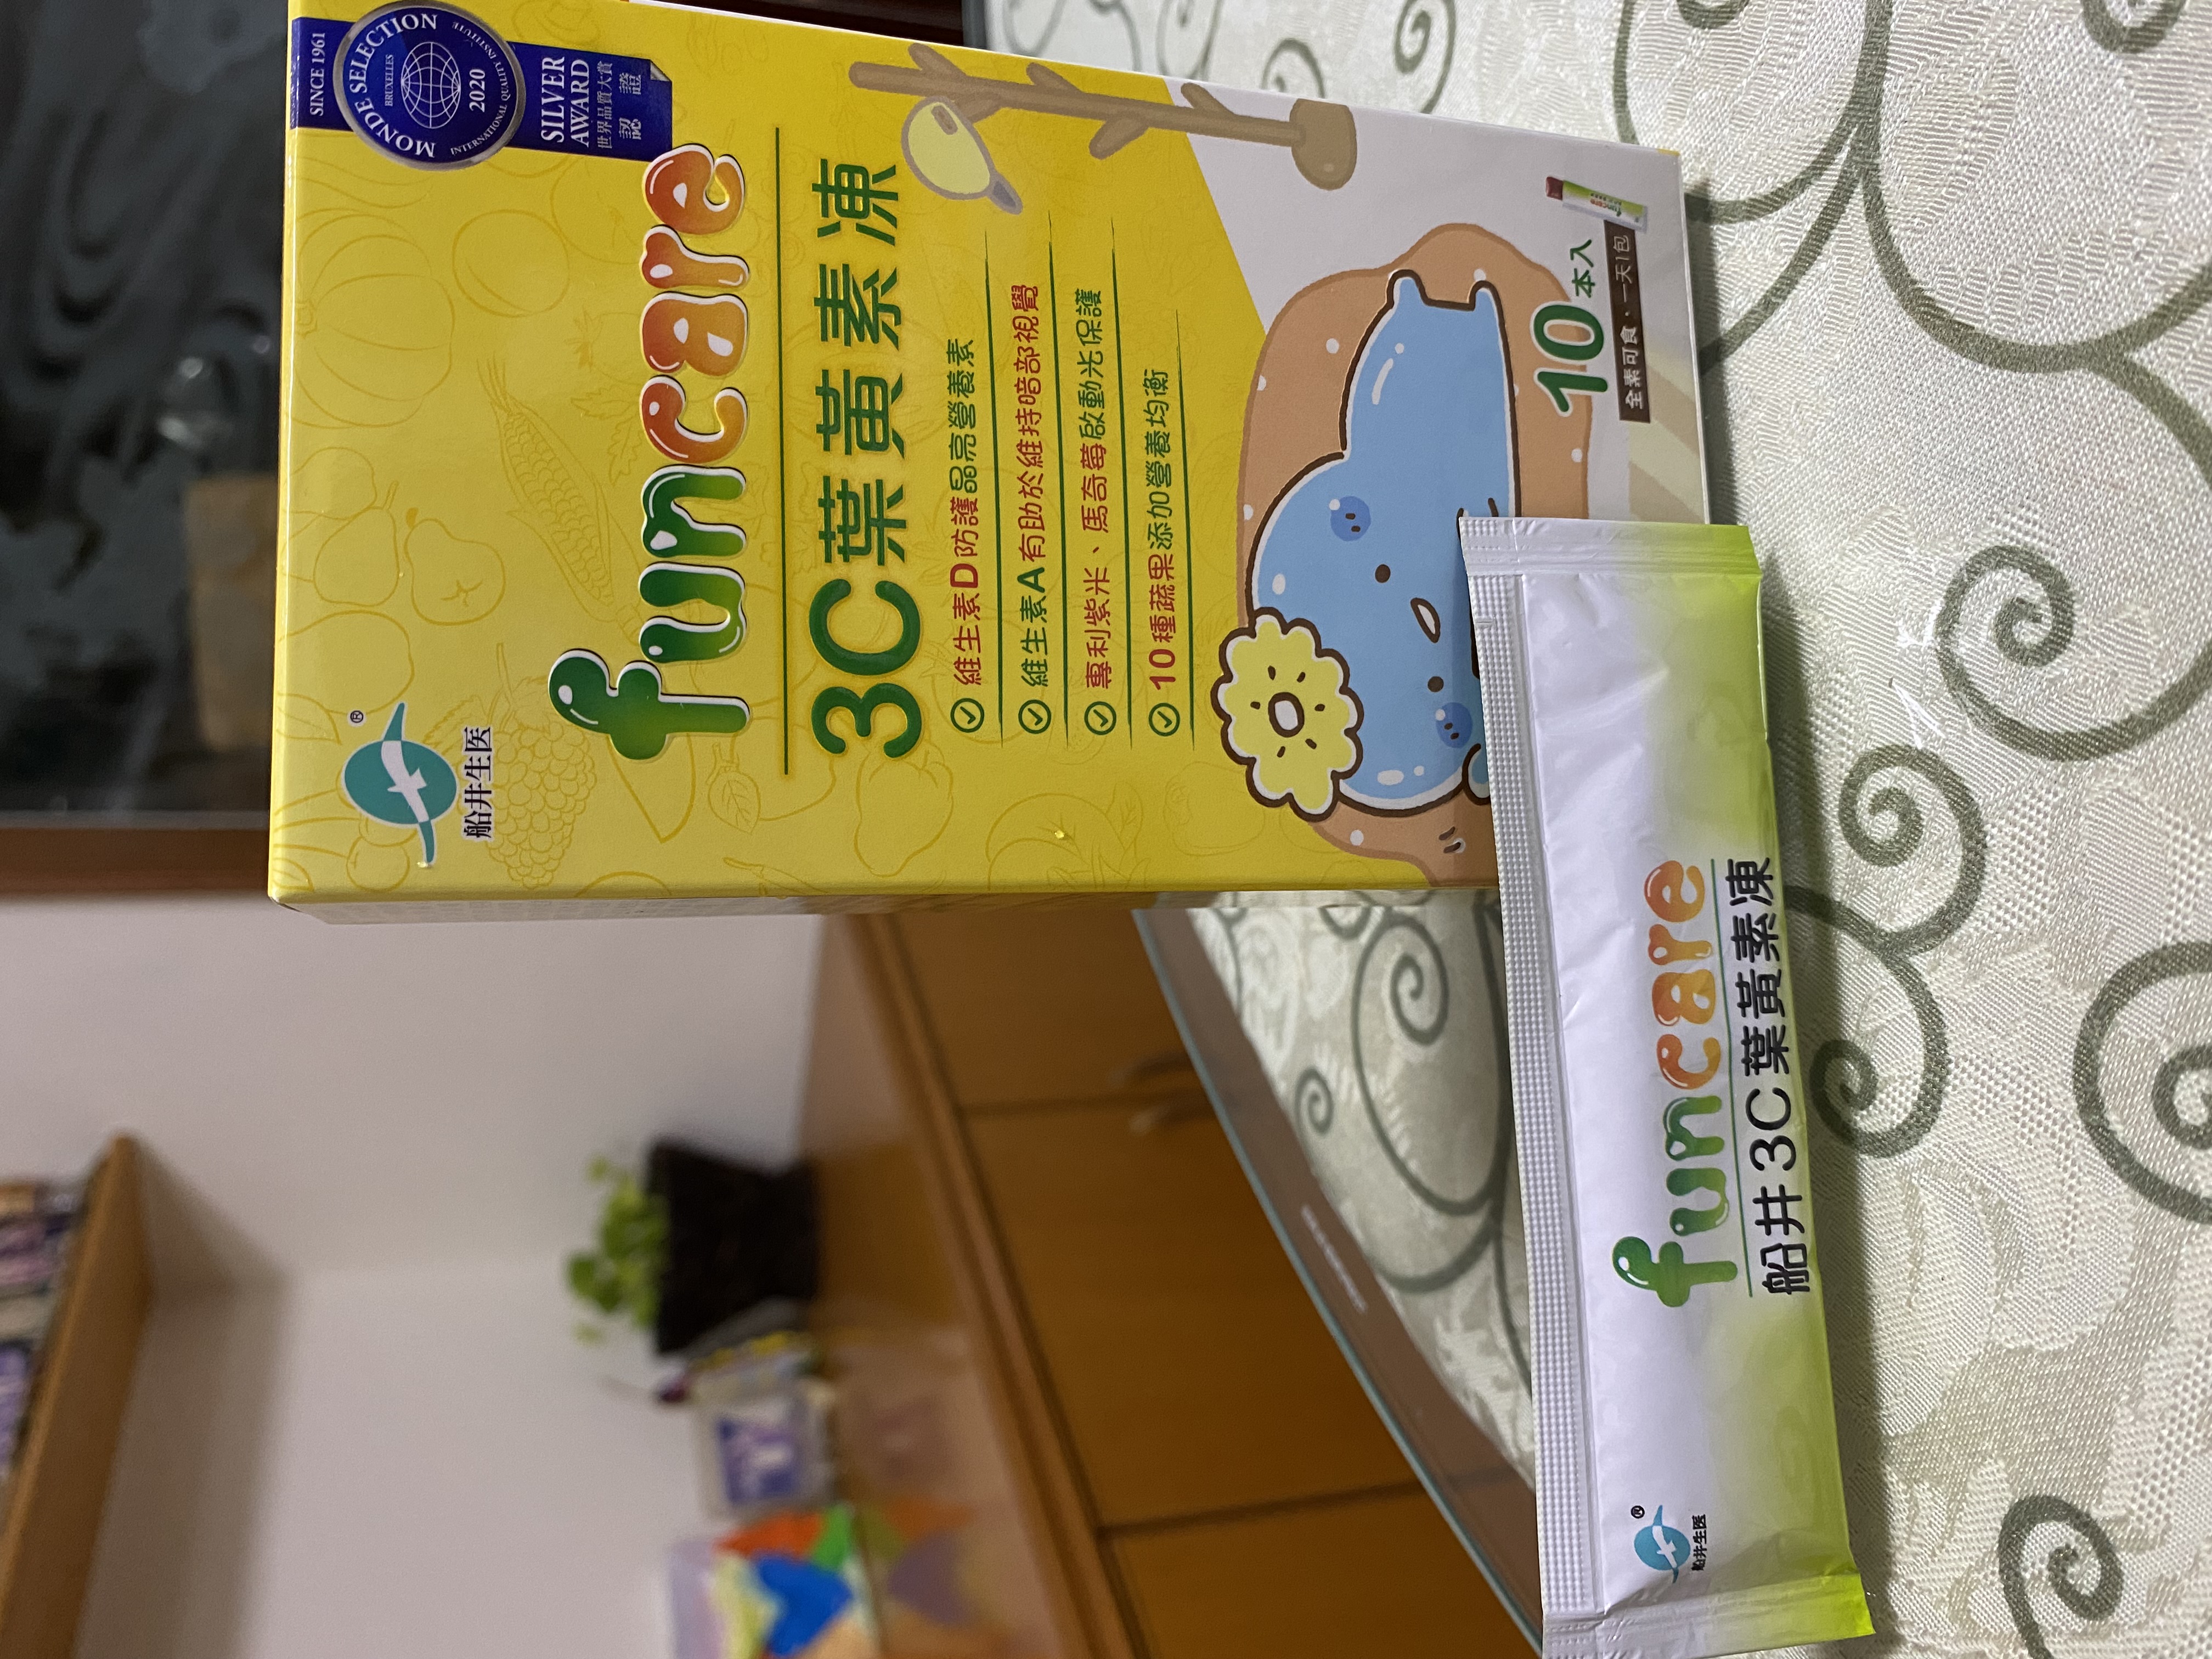 SINCE 1961
MONDE SELECTION
BRUXELLES
2020
INTERNATIONAL QUALITY INSTITUTE
SILVER
AWARD
世界品質大賞
認證
®
船井生医
funcare
3C葉黃素凍
維生素D防護晶亮營養素
維生素A有助於維持暗部視覺
專利紫米、馬奇莓啟動光保護
10種蔬果添加營養均衡
10本入
全素可食・一天1包
®
船井生医
funcare
船井3C葉黃素凍